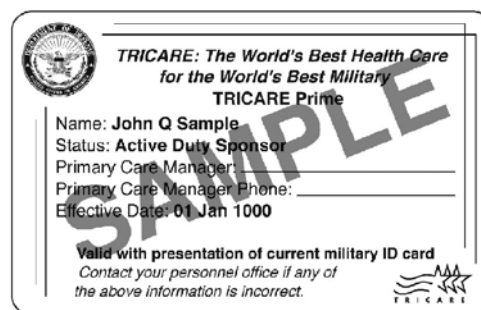 TRICARE: The World's Best Health Care
for the World's Best Military
TRICARE Prime
Name: John Q Sample
Status: Active Duty Sponsor
Primary Care Manager:
Primary Care Manager Phone:
Effective Date: 01 Jan 1000
SAMPLE
Valid with presentation of current military ID card
Contact your personnel office if any of
the above information is incorrect.
TRICARE